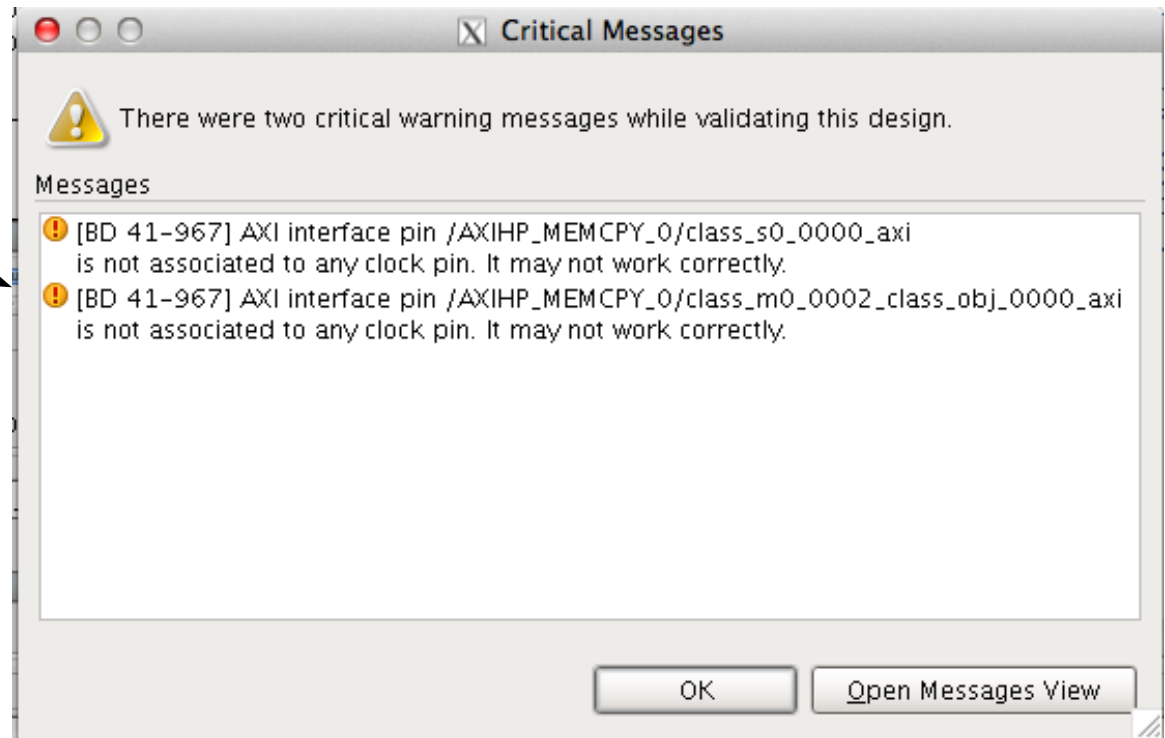 Critical Messages
There were two critical warning messages while validating this design.
Messages
[BD 41-967] AXI interface pin /AXIHP_MEMCPY_0/class_s0_0000_axi
is not associated to any clock pin. It may not work correctly.
[BD 41-967] AXI interface pin /AXIHP_MEMCPY_0/class_m0_0002_class_obj_0000_axi
is not associated to any clock pin. It may not work correctly.
OK
Open Messages View